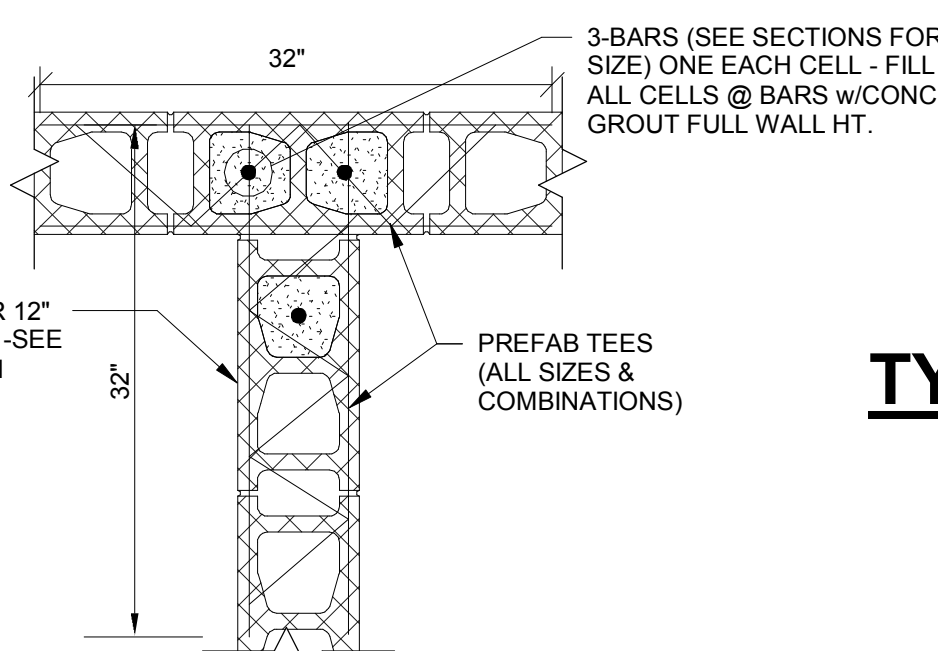 32"
3-BARS (SEE SECTIONS FOR
SIZE) ONE EACH CELL - FILL
ALL CELLS @ BARS w/CONC
GROUT FULL WALL HT.
R 12"
-SEE
32"
PREFAB TEES
(ALL SIZES &
COMBINATIONS)
TY